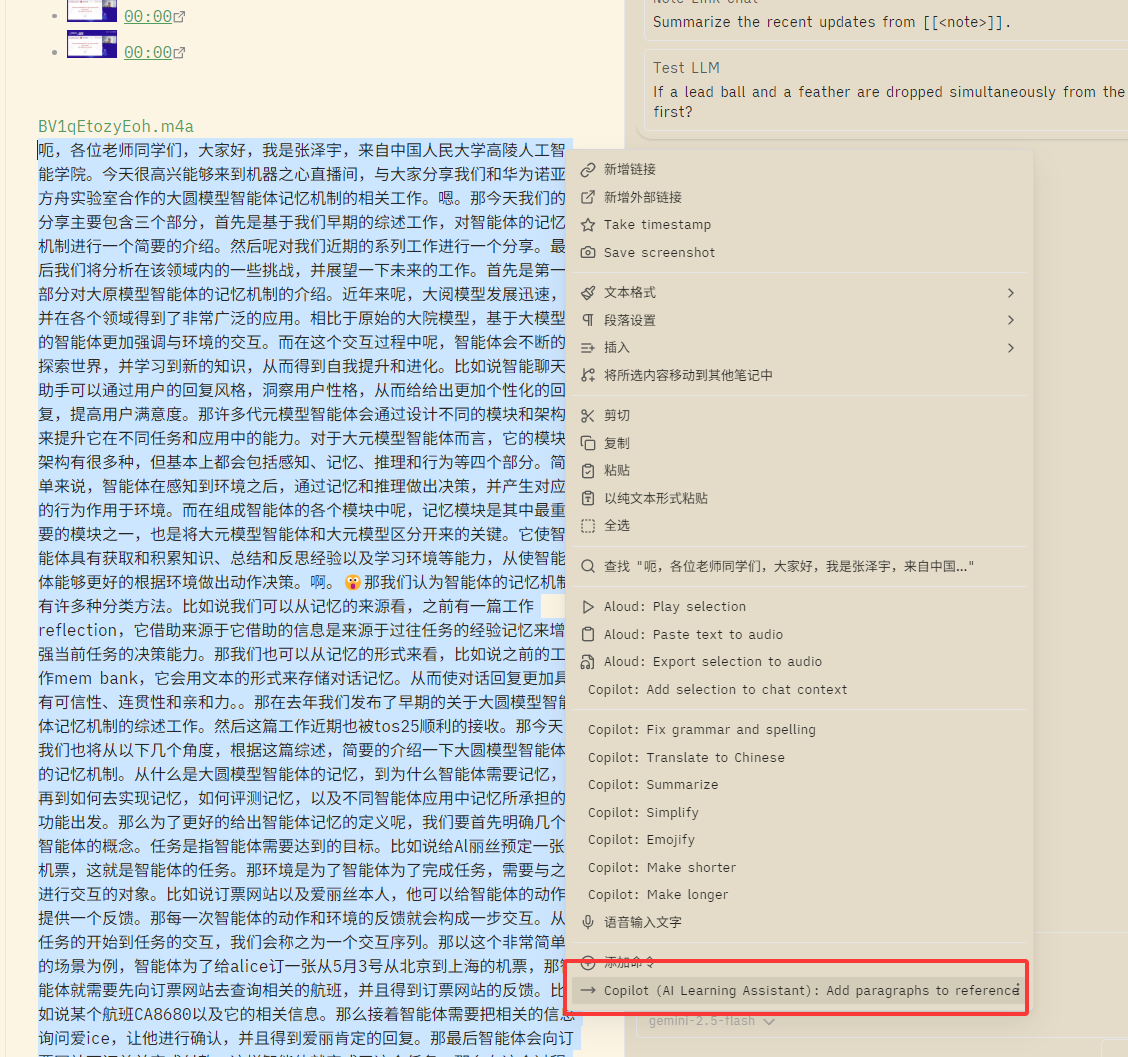 00:00
00:00
BV1qEtozyEoh.m4a
呃，各位老师同学们，大家好，我是张泽宇，来自中国人民大学高陵人工智
能学院。今天很高兴能够来到机器之心直播间，与大家分享我们和华为诺亚
方舟实验室合作的大圆模型智能体记忆机制的相关工作。嗯。那今天我们的
分享主要包含三个部分，首先是基于我们早期的综述工作，对智能体的记忆
机制进行一个简要的介绍。然后呢对我们近期的系列工作进行一个分享。最
后我们将分析在该领域内的一些挑战，并展望一下未来的工作。首先是第一
部分对大原模型智能体的记忆机制的介绍。近年来呢，大阅模型发展迅速，
并在各个领域得到了非常广泛的应用。相比于原始的大院模型，基于大模型
的智能体更加强调与环境的交互。而在这个交互过程中呢，智能体会不断的
探索世界，并学习到新的知识，从而得到自我提升和进化。比如说智能聊天
助手可以通过用户的回复风格，洞察用户性格，从而给给出更加个性化的回
复，提高用户满意度。那许多代元模型智能体会通过设计不同的模块和架构
来提升它在不同任务和应用中的能力。对于大元模型智能体而言，它的模块
架构有很多种，但基本上都会包括感知、记忆、推理和行为等四个部分。简
单来说，智能体在感知到环境之后，通过记忆和推理做出决策，并产生对应
的行为作用于环境。而在组成智能体的各个模块中呢，记忆模块是其中最重
要的模块之一，也是将大元模型智能体和大元模型区分开来的关键。它使智
能体具有获取和积累知识、总结和反思经验以及学习环境等能力，从使智能
体能够更好的根据环境做出动作决策。啊。😲那我们认为智能体的记忆机制
有许多种分类方法。比如说我们可以从记忆的来源看，之前有一篇工作
reflection，它借助来源于它借助的信息是来源于过往任务的经验记忆来增
强当前任务的决策能力。那我们也可以从记忆的形式来看，比如说之前的工
作mem bank，它会用文本的形式来存储对话记忆。从而使对话回复更加具
有可信性、连贯性和亲和力。。那在去年我们发布了早期的关于大元模型智能
体记忆机制的综述工作。然后这篇工作近期也被tos25顺利的接收。那今天
我们也将从以下几个角度，根据这篇综述，简要的介绍一下大圆模型智能体
的记忆机制。从什么是大圆模型智能体的记忆，到为什么智能体需要记忆，
再到如何去实现记忆，如何评测记忆，以及不同智能体应用中记忆所承担的
功能出发。那么为了更好的给出智能体记忆的定义呢，我们要首先明确几个
智能体的概念。任务是指智能体需要达到的目标。比如说给Al丽丝预定一张
机票，这就是智能体的任务。那环境是为了智能体为了完成任务，需要与之
进行交互的对象。比如说订票网站以及爱丽丝本人，他可以给智能体的动作
提供一个反馈。那每一次智能体的动作和环境的反馈就会构成一步交互。从
任务的开始到任务的交互，我们会称之为一个交互序列。那以这个非常简单
的场景为例，智能体为了给alice订一张从5月3号从北京到上海的机票，那智
能体就需要先向订票网站去查询相关的航班，并且得到订票网站的反馈。比
如说某个航班CA8680以及它的相关信息。那么接着智能体需要把相关的信息
询问爱ice，让他进行确认，并且得到爱丽肯定的回复。那最后智能体会向订
Note Link Chat
Summarize the recent updates from [[<note>]].
Test LLM
If a lead ball and a feather are dropped simultaneously from the
first?
新增链接
新增外部链接
Take timestamp
Save screenshot
文本格式
段落设置
插入
将所选内容移动到其他笔记中
剪切
复制
粘贴
以纯文本形式粘贴
全选
查找 "呃，各位老师同学们，大家好，我是张泽宇，来自中国..."
Aloud: Play selection
Aloud: Paste text to audio
Aloud: Export selection to audio
Copilot: Add selection to chat context
Copilot: Fix grammar and spelling
Copilot: Translate to Chinese
Copilot: Summarize
Copilot: Simplify
Copilot: Emojify
Copilot: Make shorter
Copilot: Make longer
语音输入文字
添加命令
Copilot (AI Learning Assistant): Add paragraphs to reference
gemini-2.5-flash